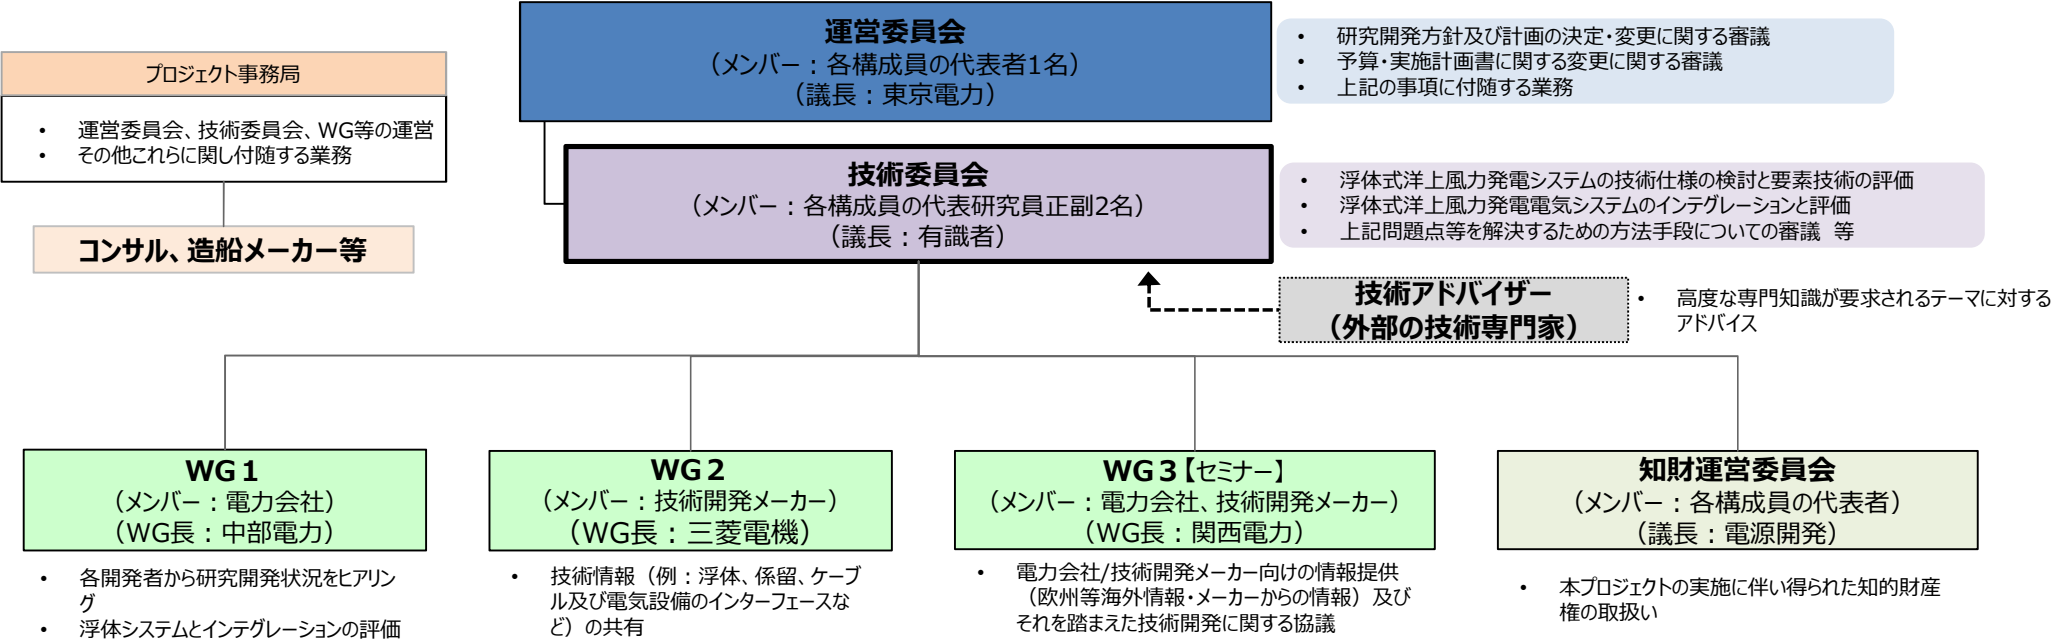 運営委員会
（メンバー：各構成員の代表者1名）
（議長：東京電力）
• 研究開発方針及び計画の決定・変更に関する審議
• 予算・実施計画書に関する変更に関する審議
• 上記の事項に付随する業務
プロジェクト事務局
• 運営委員会、技術委員会、WG等の運営
• その他これらに関し付随する業務
コンサル、造船メーカー等
技術委員会
（メンバー：各構成員の代表研究員正副2名）
（議長：有識者）
• 浮体式洋上風力発電システムの技術仕様の検討と要素技術の評価
• 浮体式洋上風力発電電気システムのインテグレーションと評価
• 上記問題点等を解決するための方法手段についての審議 等
技術アドバイザー
（外部の技術専門家）
• 高度な専門知識が要求されるテーマに対する
アドバイス
WG１
（メンバー：電力会社）
（WG長：中部電力）
• 各開発者から研究開発状況をヒアリン
グ
• 浮体システムとインテグレーションの評価
WG２
（メンバー：技術開発メーカー）
（WG長：三菱電機）
• 技術情報（例：浮体、係留、ケーブ
ル及び電気設備のインターフェースな
ど）の共有
WG３【セミナー】
（メンバー：電力会社、技術開発メーカー）
（WG長：関西電力）
• 電力会社/技術開発メーカー向けの情報提供
（欧州等海外情報・メーカーからの情報）及び
それを踏まえた技術開発に関する協議
知財運営委員会
（メンバー：各構成員の代表者）
（議長：電源開発）
• 本プロジェクトの実施に伴い得られた知的財産
権の取扱い